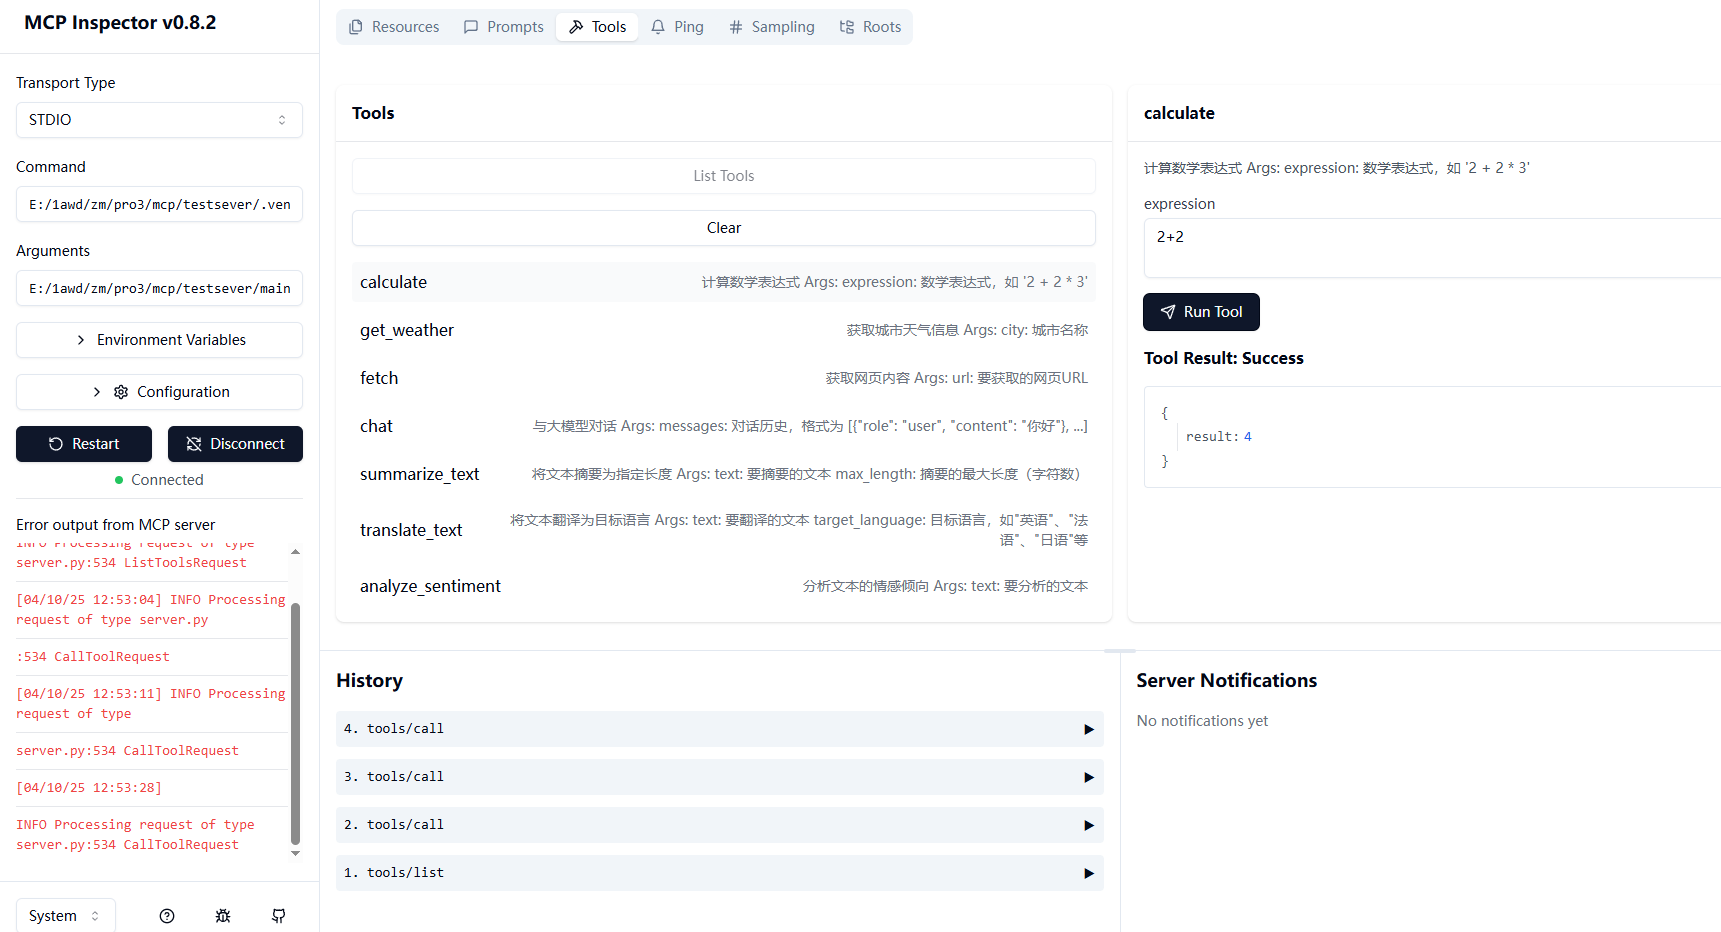 MCP Inspector v0.8.2
Transport Type
STDIO
Command
E:/1awd/zm/pro3/mcp/testsever/.ven
Arguments
E:/1awd/zm/pro3/mcp/testsever/main
Environment Variables
Configuration
Restart
Disconnect
Connected
Error output from MCP server
INFO Processing request of type
server.py:534 ListToolsRequest
[04/10/25 12:53:04] INFO Processing
request of type server.py
:534 CallToolRequest
[04/10/25 12:53:11] INFO Processing
request of type
server.py:534 CallToolRequest
[04/10/25 12:53:28]
INFO Processing request of type
server.py:534 CallToolRequest
System
Resources
Prompts
Tools
Ping
Sampling
Roots
Tools
List Tools
Clear
calculate
计算数学表达式 Args: expression: 数学表达式，如 '2 + 2 * 3'
get_weather
获取城市天气信息 Args: city: 城市名称
fetch
获取网页内容 Args: url: 要获取的网页URL
chat
与大模型对话 Args: messages: 对话历史，格式为 [{"role": "user", "content": "你好"}, ...]
summarize_text
将文本摘要为指定长度 Args: text: 要摘要的文本 max_length: 摘要的最大长度（字符数）
translate_text
将文本翻译为目标语言 Args: text: 要翻译的文本 target_language: 目标语言，如"英语"、"法
语"、"日语"等
analyze_sentiment
分析文本的情感倾向 Args: text: 要分析的文本
calculate
计算数学表达式 Args: expression: 数学表达式，如 '2 + 2 * 3'
expression
2+2
Run Tool
Tool Result: Success
{
result: 4
}
History
4. tools/call
3. tools/call
2. tools/call
1. tools/list
Server Notifications
No notifications yet